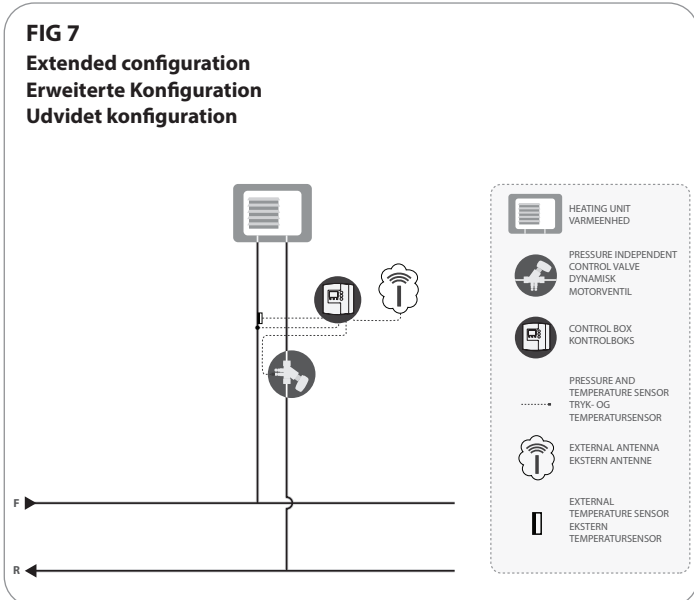 FIG 7
Extended configuration
Erweiterte Konfiguration
Udvidet konfiguration
HEATING UNIT
VARMEENHED
PRESSURE INDEPENDENT
CONTROL VALVE
DYNAMISK
MOTORVENTIL
CONTROL BOX
KONTROLBOKS
PRESSURE AND
TEMPERATURE SENSOR
TRYK- OG
TEMPERATURSENSOR
EXTERNAL ANTENNA
EKSTERN ANTENNE
EXTERNAL
TEMPERATURE SENSOR
EKSTERN
TEMPERATURSENSOR
F
R